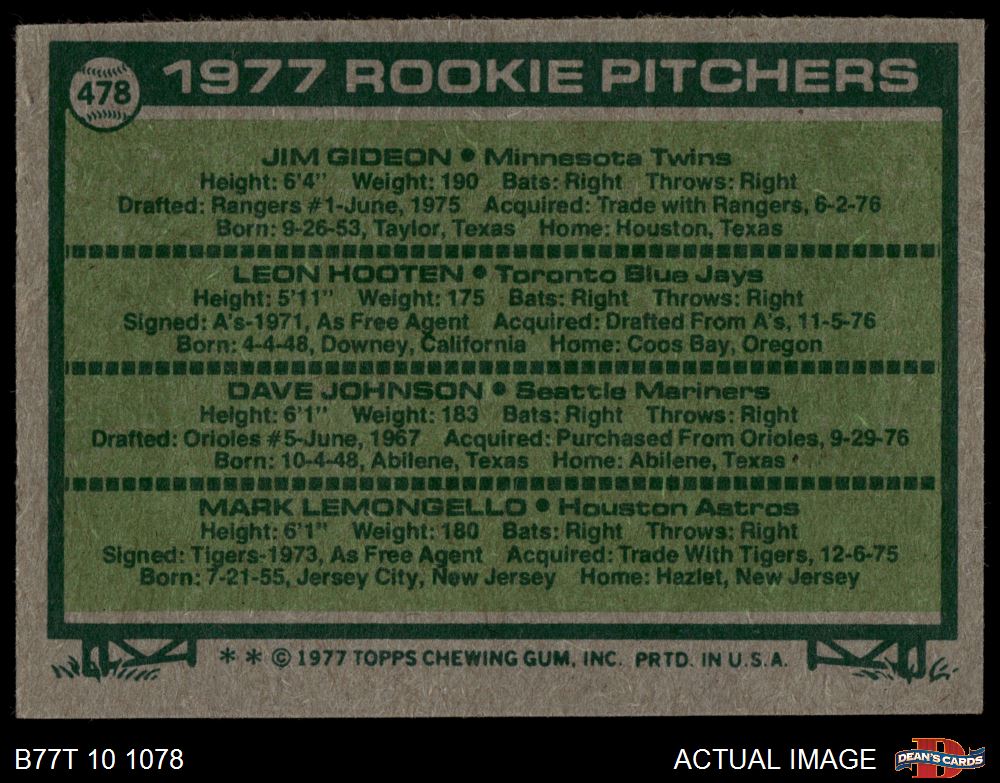 478
1977 ROOKIE PITCHERS
JIM GIDEON • Minnesota Twins
Height: 6'4" Weight: 190 Bats: Right Throws: Right
Drafted: Rangers #1-June, 1975 Acquired: Trade with Rangers, 6-2-76
Born: 9-26-53, Taylor, Texas Home: Houston, Texas
LEON HOOTEN • Toronto Blue Jays
Height: 5'11" Weight: 175 Bats: Right Throws: Right
Signed: A's-1971, As Free Agent Acquired: Drafted From A's, 11-5-76
Born: 4-4-48, Downey, California Home: Coos Bay, Oregon
DAVE JOHNSON • Seattle Mariners
Height: 6'1" Weight: 183 Bats: Right Throws: Right
Drafted: Orioles #5-June, 1967 Acquired: Purchased From Orioles, 9-29-76
Born: 10-4-48, Abilene, Texas Home: Abilene, Texas
MARK LEMONGELLO • Houston Astros
Height: 6'1" Weight: 180 Bats: Right Throws: Right
Signed: Tigers-1973, As Free Agent Acquired: Trade With Tigers, 12-6-75
Born: 7-21-55, Jersey City, New Jersey Home: Hazlet, New Jersey
* * © 1977 TOPPS CHEWING GUM, INC. PRTD. IN U.S.A.
B77T 10 1078
ACTUAL IMAGE
D
DEAN'S CARDS